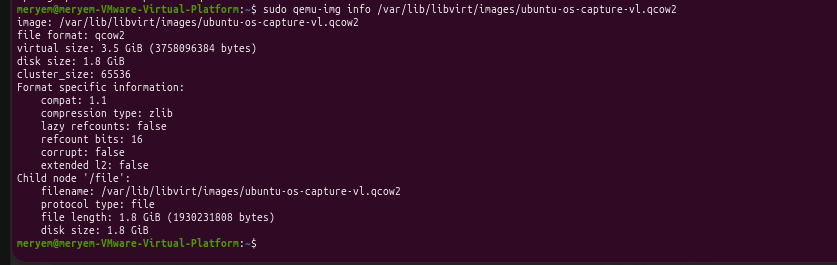 meryem@meryem-VMware-Virtual-Platform:~$ sudo qemu-img info /var/lib/libvirt/images/ubuntu-os-capture-vl.qcow2
image: /var/lib/libvirt/images/ubuntu-os-capture-vl.qcow2
file format: qcow2
virtual size: 3.5 GiB (3758096384 bytes)
disk size: 1.8 GiB
cluster_size: 65536
Format specific information:
    compat: 1.1
    compression type: zlib
    lazy refcounts: false
    refcount bits: 16
    corrupt: false
    extended l2: false
Child node '/file':
    filename: /var/lib/libvirt/images/ubuntu-os-capture-vl.qcow2
    protocol type: file
    file length: 1.8 GiB (1930231808 bytes)
    disk size: 1.8 GiB
meryem@meryem-VMware-Virtual-Platform:~$